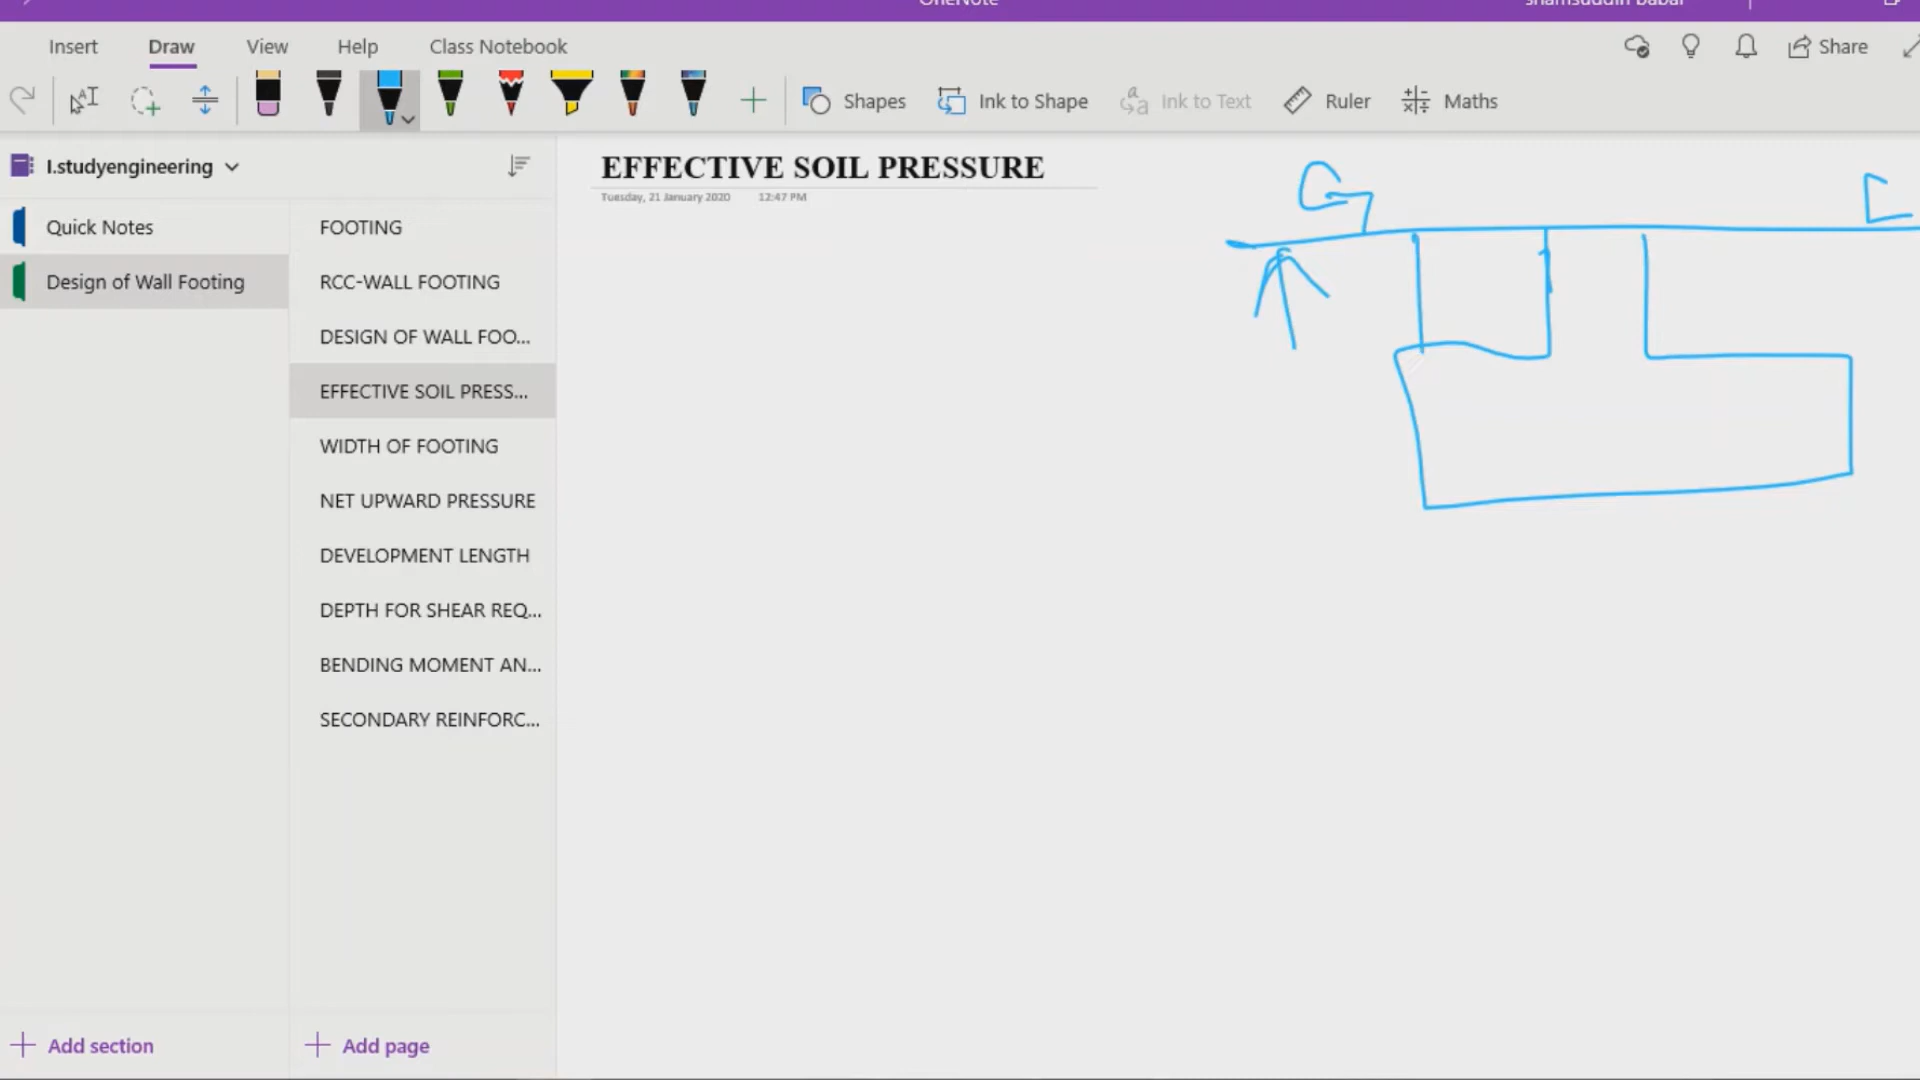 OneNote
shamsuddin babar
Insert Draw View Help Class Notebook
Share
Shapes Ink to Shape Ink to Text Ruler Maths
I.studyengineering
EFFECTIVE SOIL PRESSURE
Tuesday, 21 January 2020 12:47 PM
G
Quick Notes
Design of Wall Footing
FOOTING
RCC-WALL FOOTING
DESIGN OF WALL FOO...
EFFECTIVE SOIL PRESS...
WIDTH OF FOOTING
NET UPWARD PRESSURE
DEVELOPMENT LENGTH
DEPTH FOR SHEAR REQ...
BENDING MOMENT AN...
SECONDARY REINFORC...
Add section
Add page